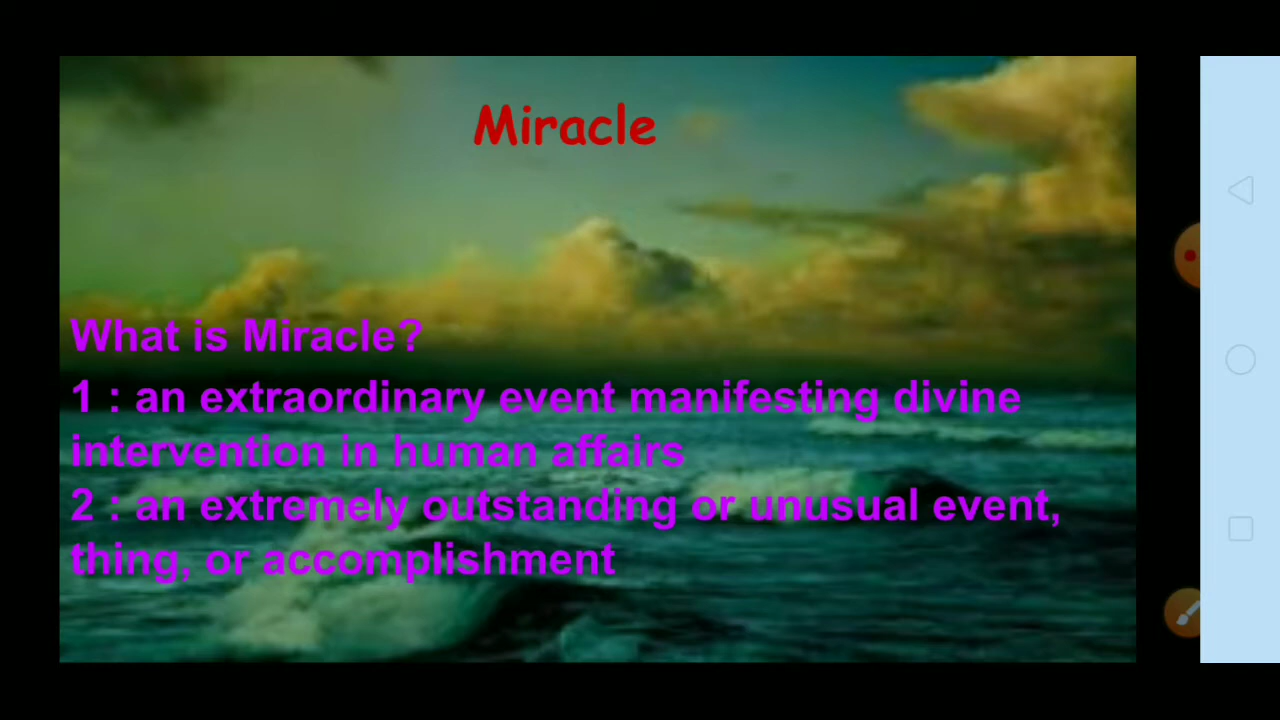 Miracle
What is Miracle?
1 : an extraordinary event manifesting divine
intervention in human affairs
2 : an extremely outstanding or unusual event,
thing, or accomplishment